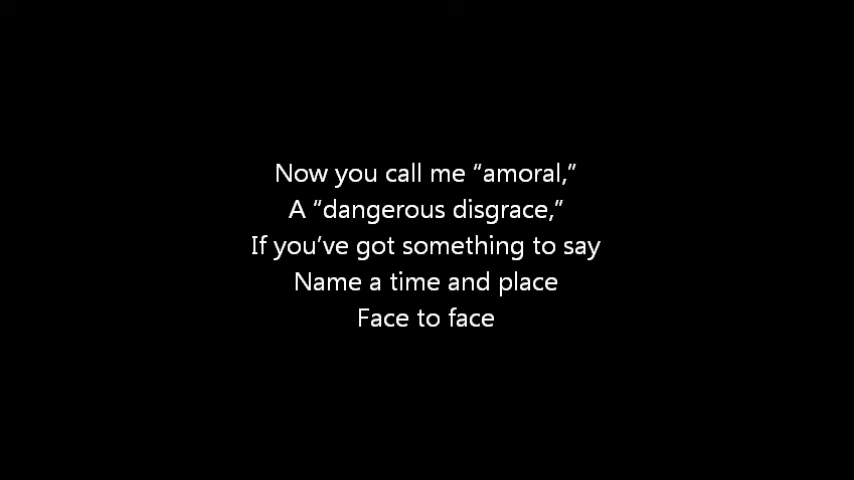 Now you call me “amoral,”
A “dangerous disgrace,”
If you’ve got something to say
Name a time and place
Face to face